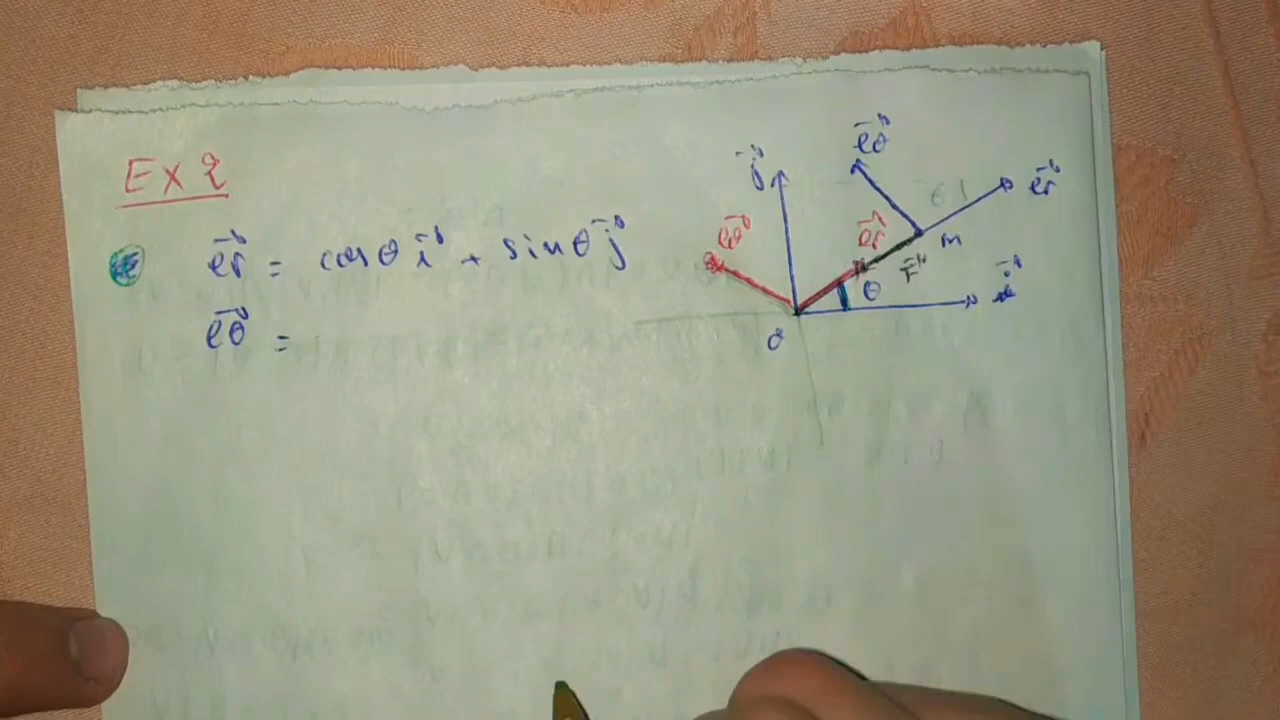 Ex 2
e⃗r = cosθ i⃗ + sinθ j⃗
e⃗θ =
j⃗
e⃗θ
e⃗r
e⃗θ
e⃗r
M
r⃗
θ
i⃗
O